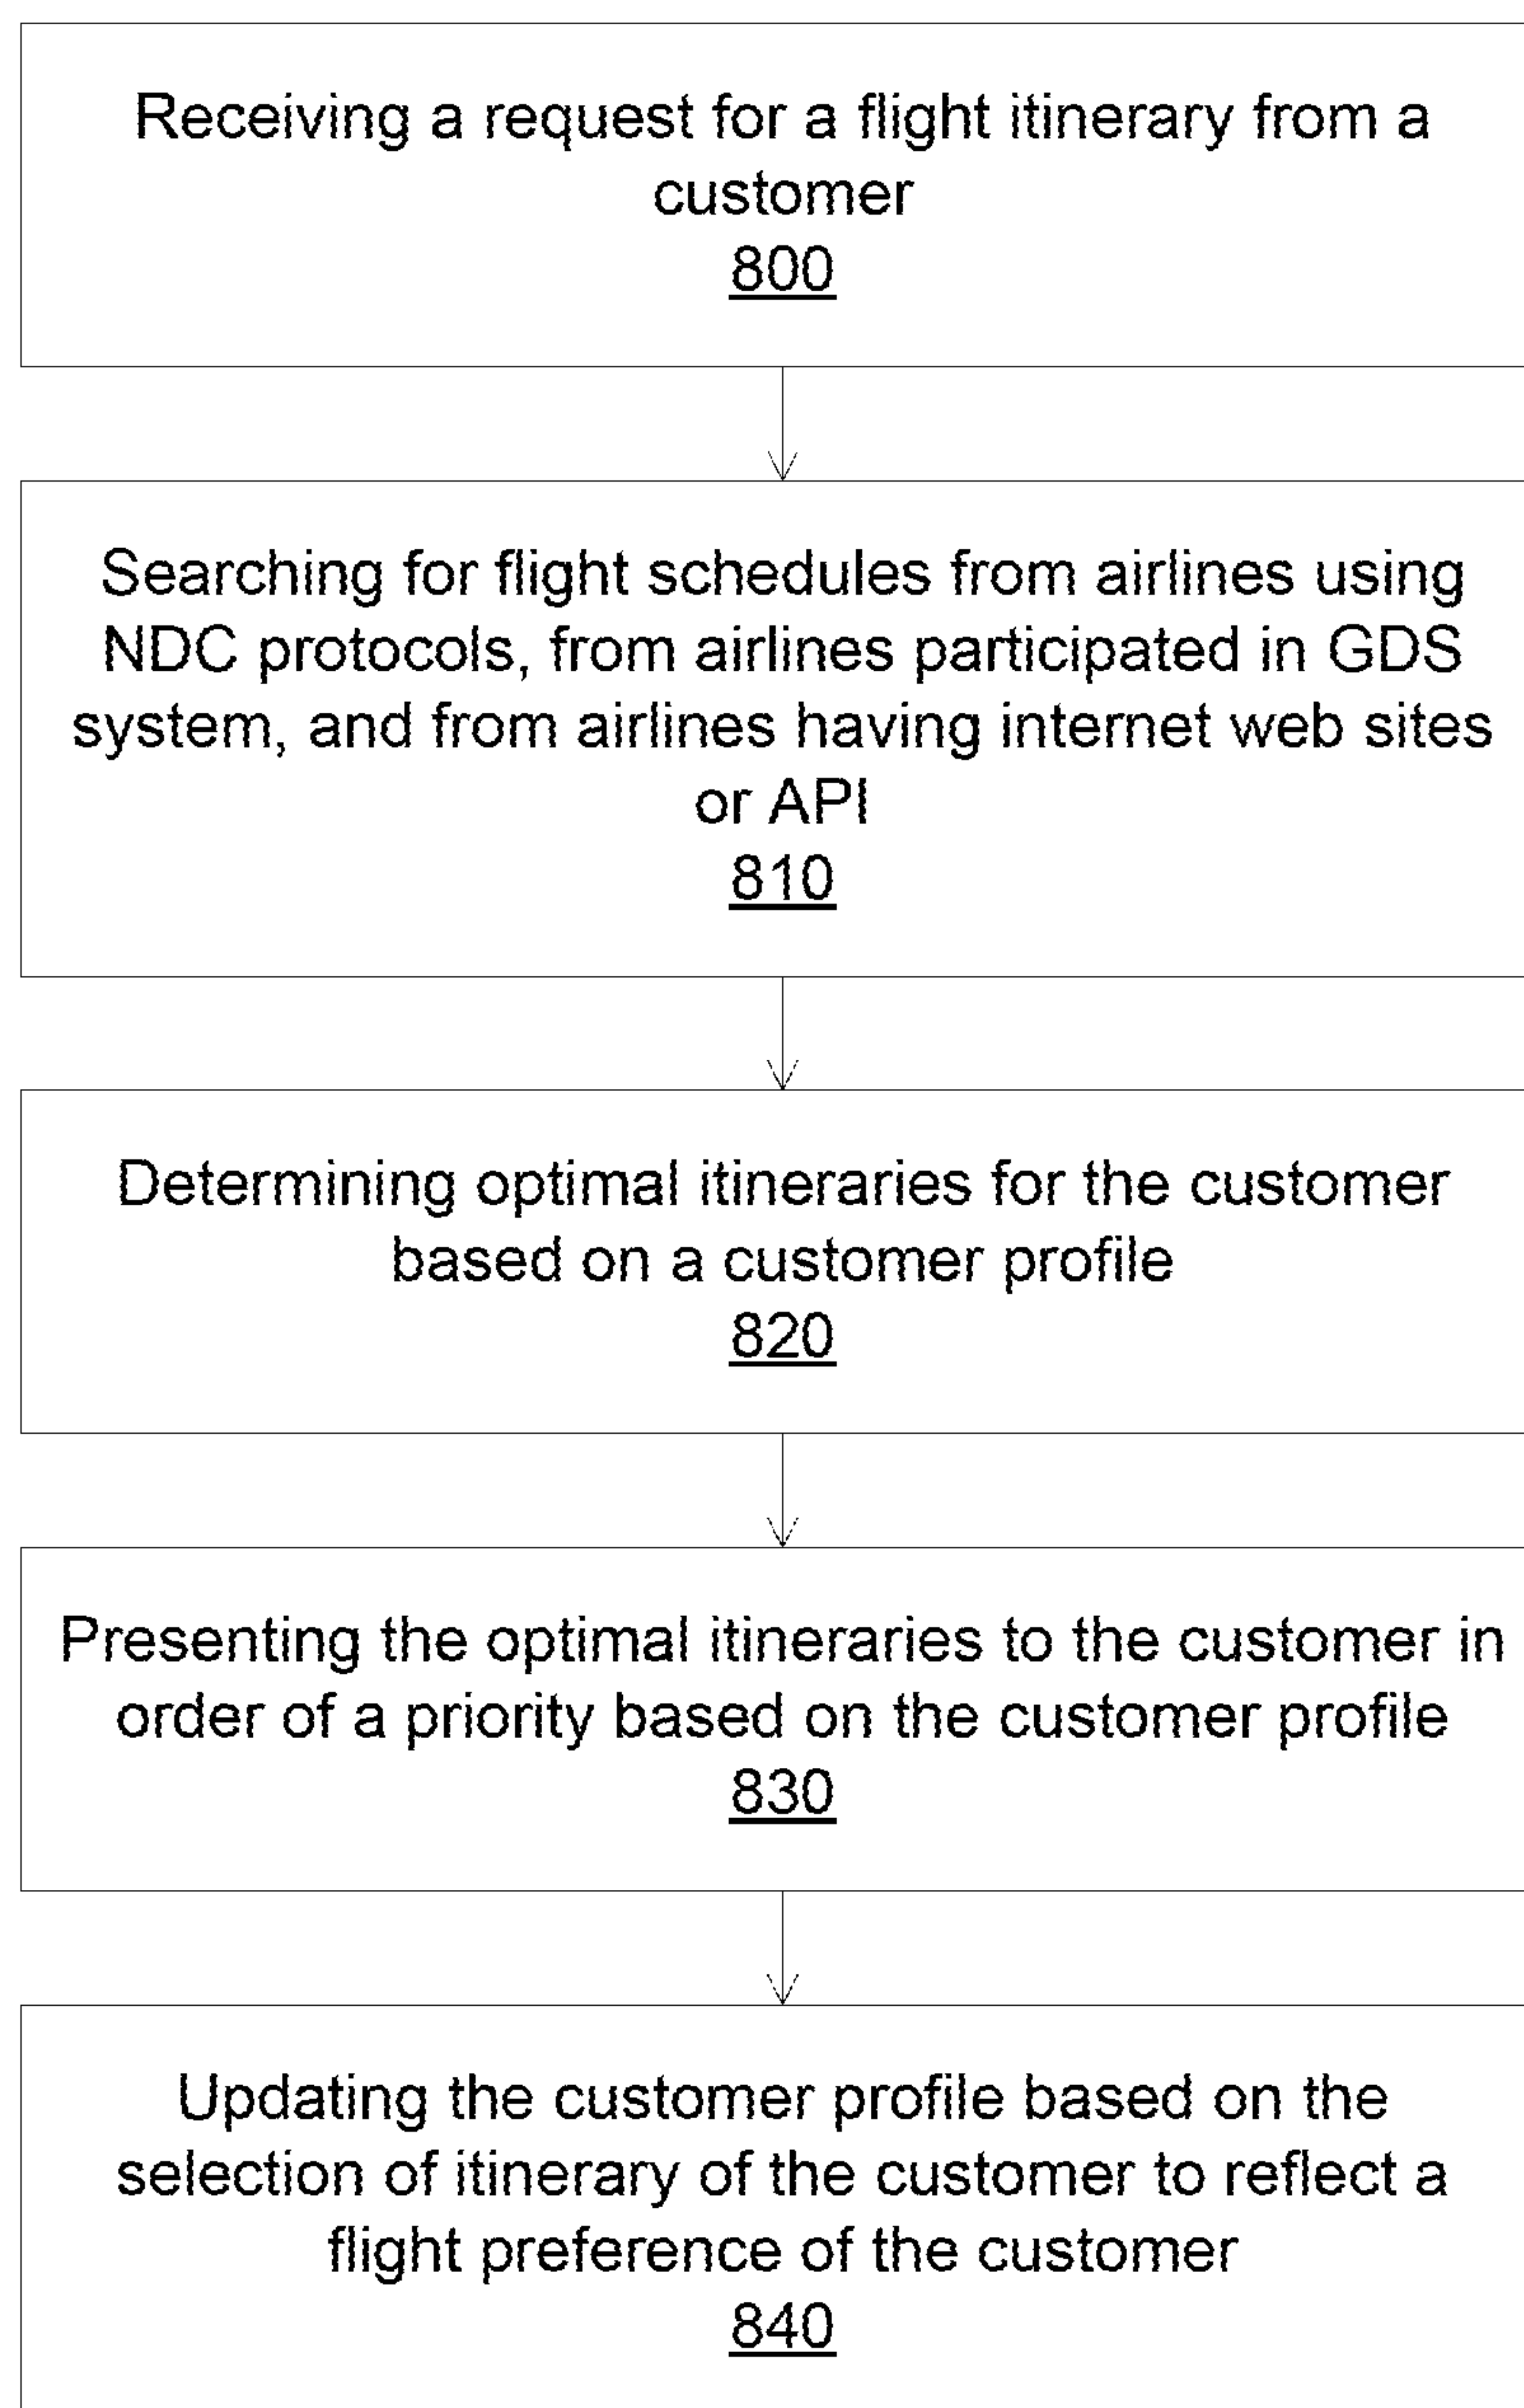 Receiving a request for a flight itinerary from a
customer
800
Searching for flight schedules from airlines using
NDC protocols, from airlines participated in GDS
system, and from airlines having internet web sites
or API
810
Determining optimal itineraries for the customer
based on a customer profile
820
Presenting the optimal itineraries to the customer in
order of a priority based on the customer profile
830
Updating the customer profile based on the
selection of itinerary of the customer to reflect a
flight preference of the customer
840